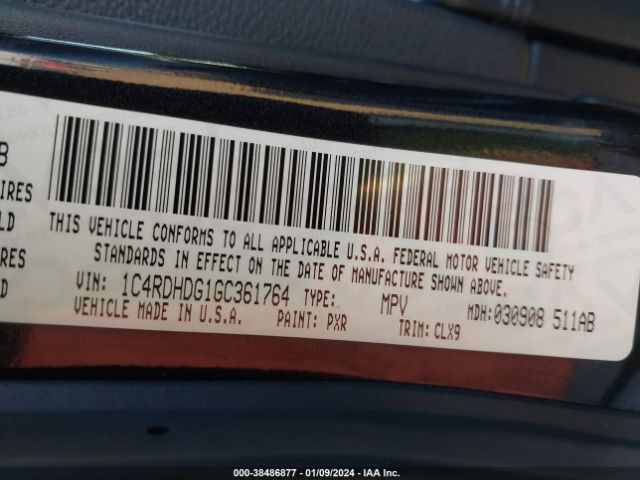 B
IRES
LD
IRES
D
THIS VEHICLE CONFORMS TO ALL APPLICABLE U.S.A. FEDERAL MOTOR VEHICLE SAFETY
STANDARDS IN EFFECT ON THE DATE OF MANUFACTURE SHOWN ABOVE.
VIN: 1C4RDHDG1GC361764 TYPE: MPV MDH:030908 511AB
VEHICLE MADE IN U.S.A. PAINT: PXR TRIM: CLX9
000-38486877 - 01/09/2024 - IAA Inc.